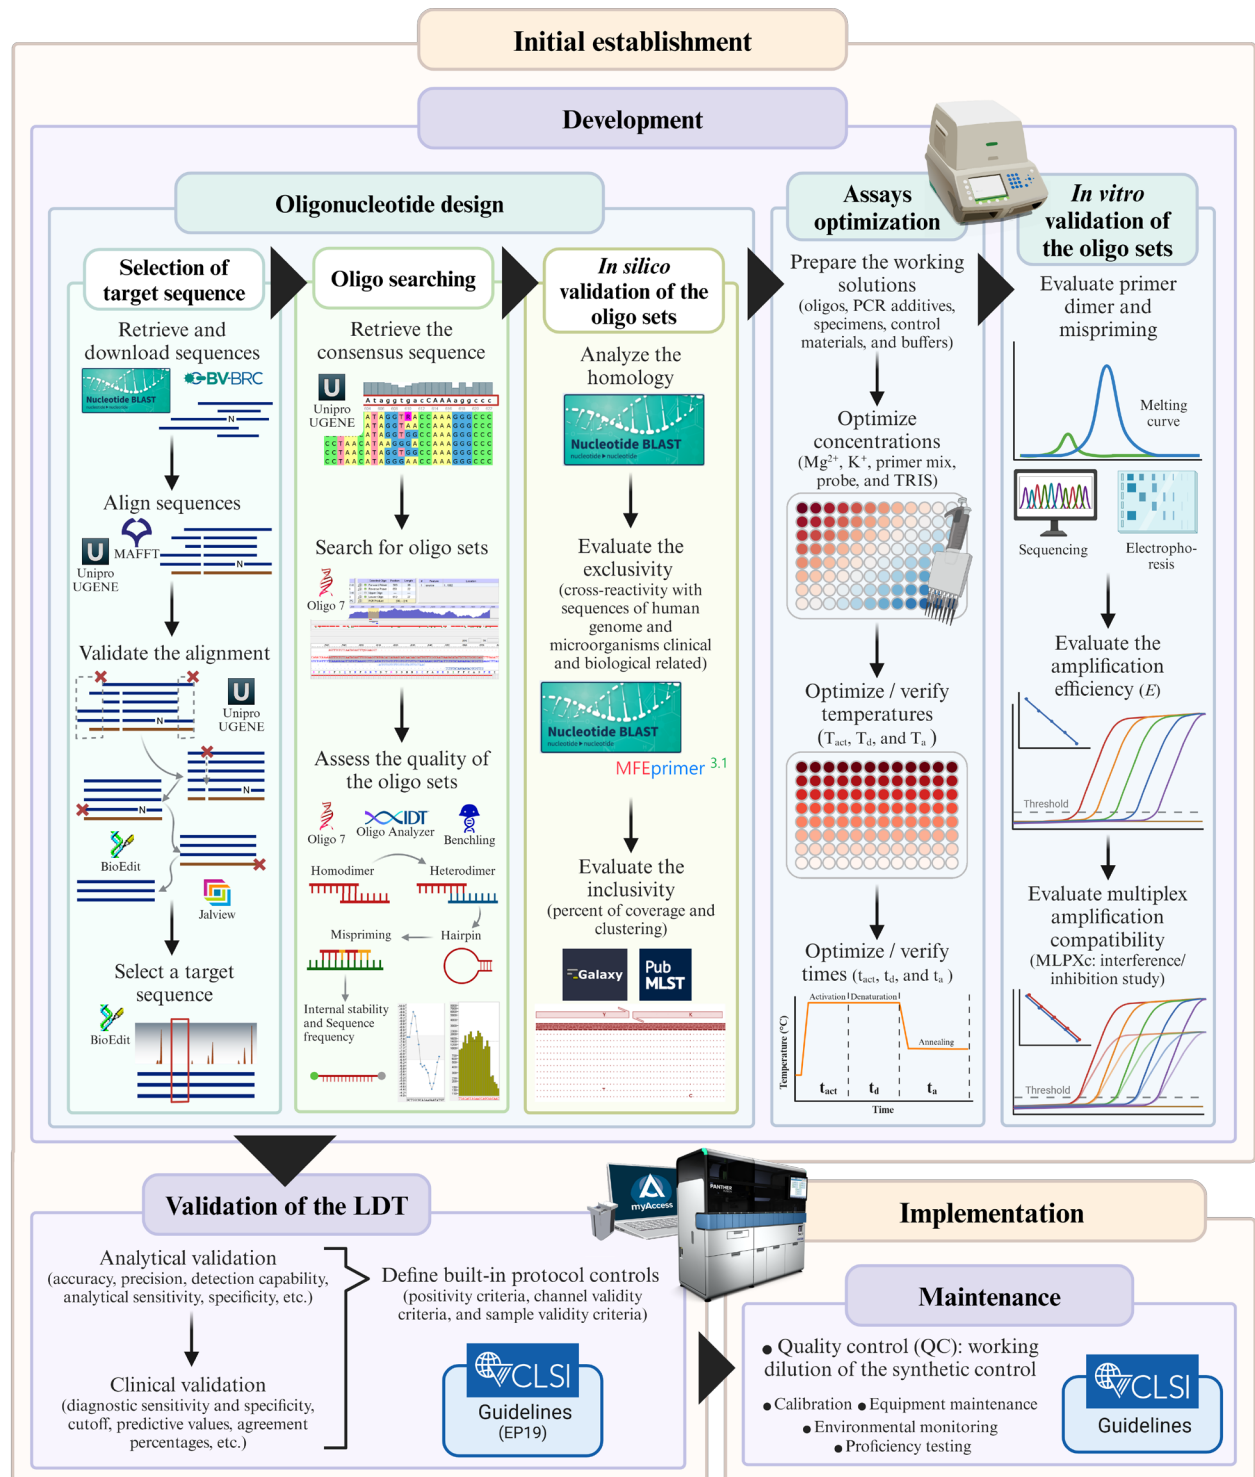 Initial establishment
Development
Oligonucleotide design
Selection of
target sequence
Retrieve and
download sequences
Nucleotide BLAST
nucleotide ▸ nucleotide
BV-BRC
N
Align sequences
U
Unipro
UGENE
MAFFT
N
Validate the alignment
N
U
Unipro
UGENE
N
N
BioEdit
Jalview
Select a target
sequence
BioEdit
Oligo searching
Retrieve the
consensus sequence
U
Unipro
UGENE
AtaggtgaccAAAaggccc
Search for oligo sets
Oligo 7
Assess the quality of
the oligo sets
Oligo 7
IDT
Oligo Analyzer
Benchling
Homodimer
Heterodimer
Mispriming
Hairpin
Internal stability
and Sequence
frequency
In silico
validation of the
oligo sets
Analyze the
homology
Nucleotide BLAST
nucleotide ▸ nucleotide
Evaluate the
exclusivity
(cross-reactivity with
sequences of human
genome and
microorganisms clinical
and biological related)
Nucleotide BLAST
nucleotide ▸ nucleotide
MFEprimer 3.1
Evaluate the
inclusivity
(percent of coverage and
clustering)
Galaxy
Pub
MLST
Assays
optimization
Prepare the working
solutions
(oligos, PCR additives,
specimens, control
materials, and buffers)
Optimize
concentrations
(Mg²⁺, K⁺, primer mix,
probe, and TRIS)
Optimize / verify
temperatures
(Tact, Td, and Ta )
Optimize / verify
times (tact, td, and ta )
Activation
Denaturation
Annealing
Temperature (°C)
tact
td
ta
Time
In vitro
validation of
the oligo sets
Evaluate primer
dimer and
mispriming
Melting
curve
Sequencing
Electropho-
resis
Evaluate the
amplification
efficiency (E)
Threshold
Evaluate multiplex
amplification
compatibility
(MLPXc: interference/
inhibition study)
Threshold
Validation of the LDT
Analytical validation
(accuracy, precision, detection capability,
analytical sensitivity, specificity, etc.)
Clinical validation
(diagnostic sensitivity and specificity,
cutoff, predictive values, agreement
percentages, etc.)
Define built-in protocol controls
(positivity criteria, channel validity
criteria, and sample validity criteria)
CLSI
Guidelines
(EP19)
myAccess
PANTHER
Implementation
Maintenance
● Quality control (QC): working
dilution of the synthetic control
● Calibration ● Equipment maintenance
● Environmental monitoring
● Proficiency testing
CLSI
Guidelines